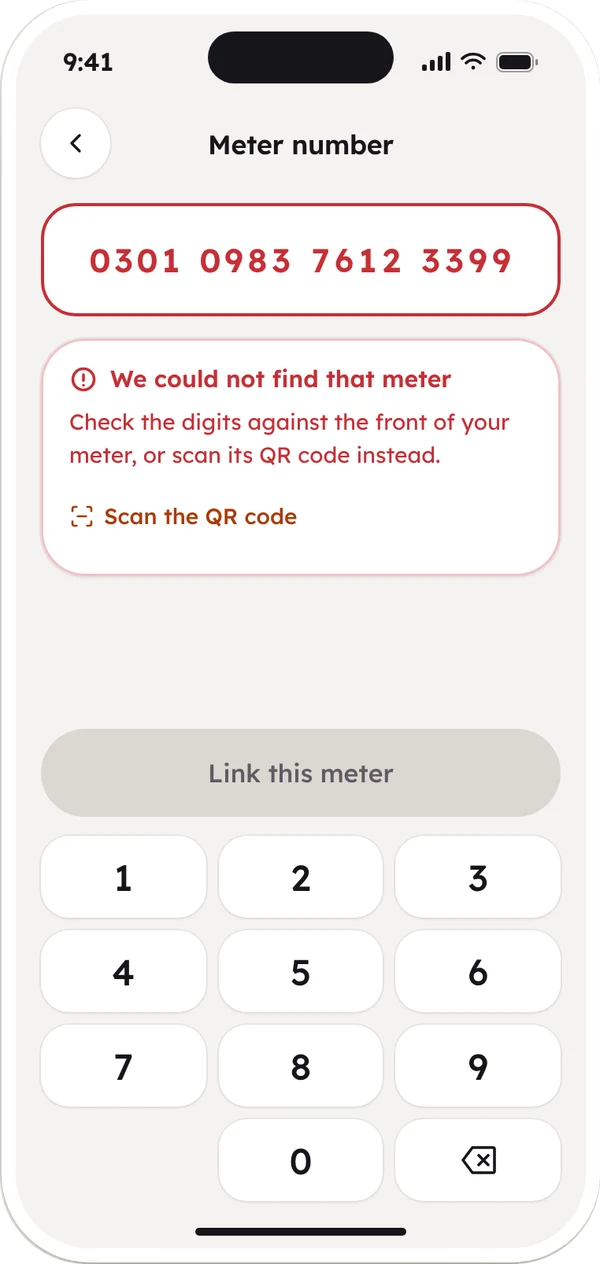 9:41
Meter number
0301 0983 7612 3399
We could not find that meter
Check the digits against the front of your
meter, or scan its QR code instead.
Scan the QR code
Link this meter
1 2 3
4 5 6
7 8 9
0